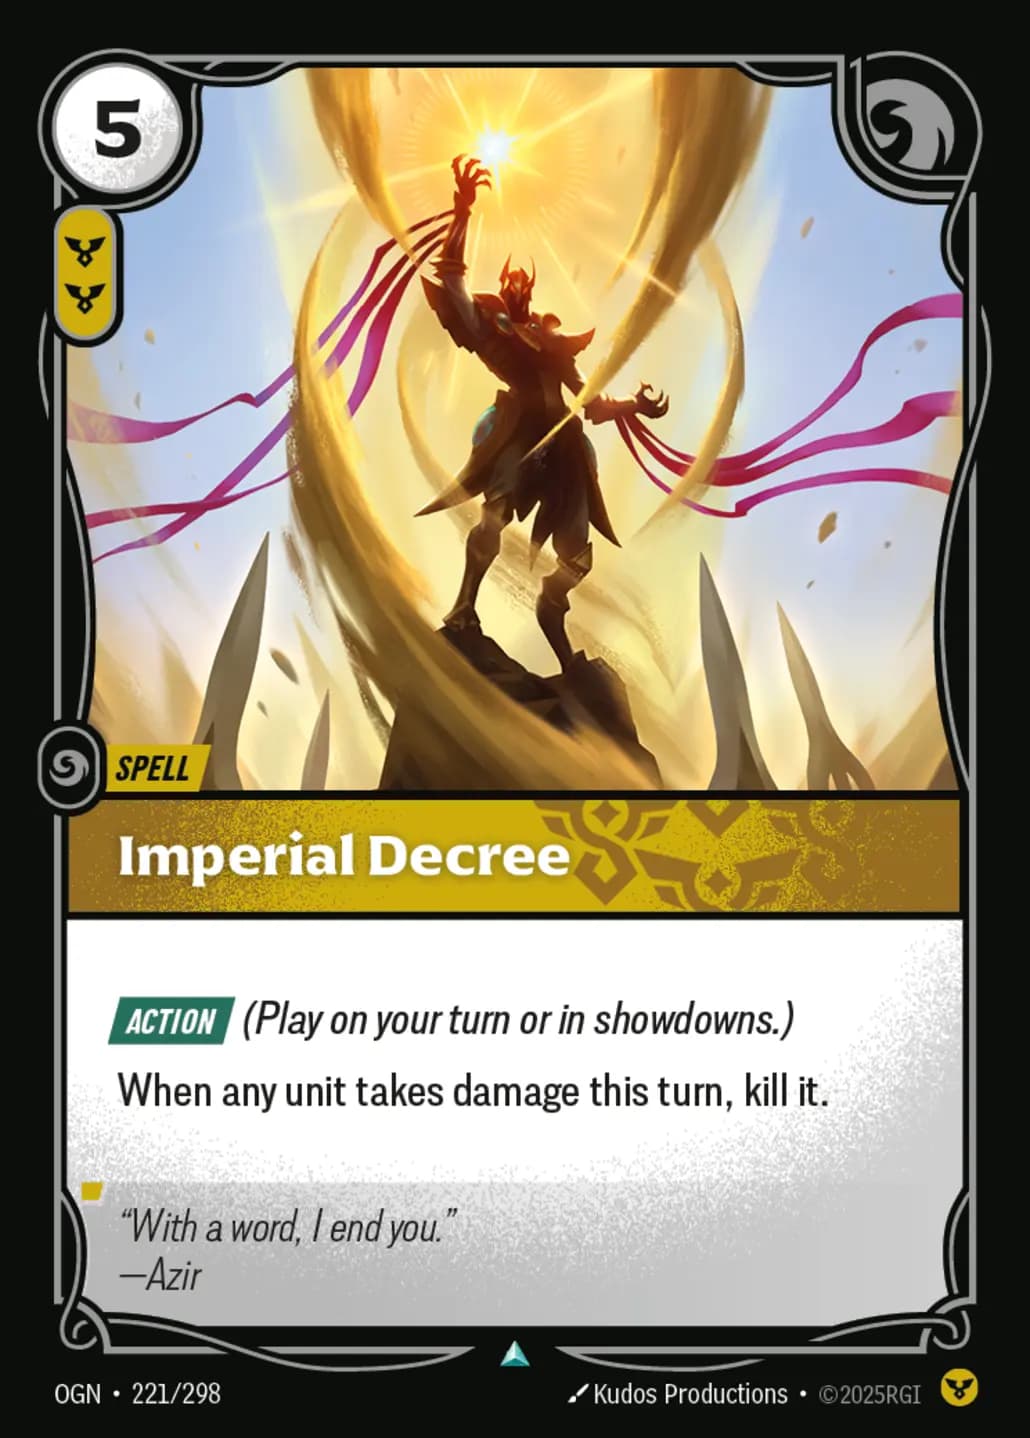 5
SPELL
Imperial Decree
ACTION (Play on your turn or in showdowns.)
When any unit takes damage this turn, kill it.
“With a word, I end you.”
—Azir
OGN • 221/298
Kudos Productions • ©2025RGI